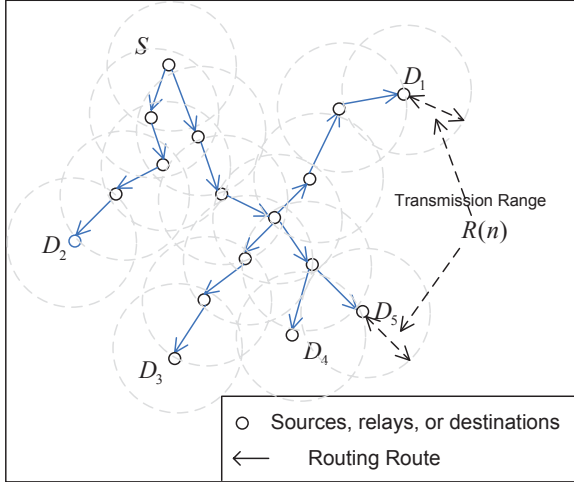 S
D1
Transmission Range
R(n)
D2
D5
D4
D3
Sources, relays, or destinations
Routing Route